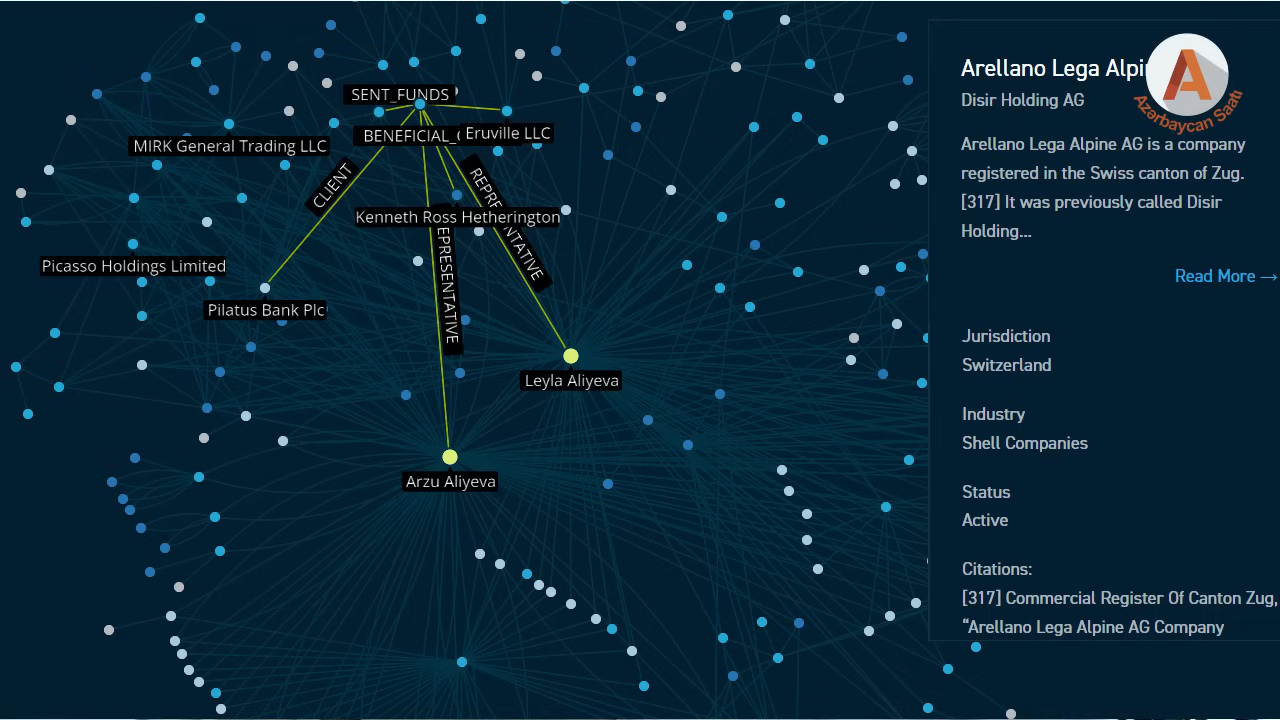 SENT_FUNDS
BENEFICIAL_
Eruville LLC
MIRK General Trading LLC
CLIENT
Kenneth Ross Hetherington
REPRESENTATIVE
Picasso Holdings Limited
Pilatus Bank Plc
Leyla Aliyeva
Arzu Aliyeva
Arellano Lega Alpi
Azərbaycan Saatı
Disir Holding AG
Arellano Lega Alpine AG is a company
registered in the Swiss canton of Zug.
[317] It was previously called Disir
Holding...
Read More →
Jurisdiction
Switzerland
Industry
Shell Companies
Status
Active
Citations:
[317] Commercial Register Of Canton Zug,
“Arellano Lega Alpine AG Company